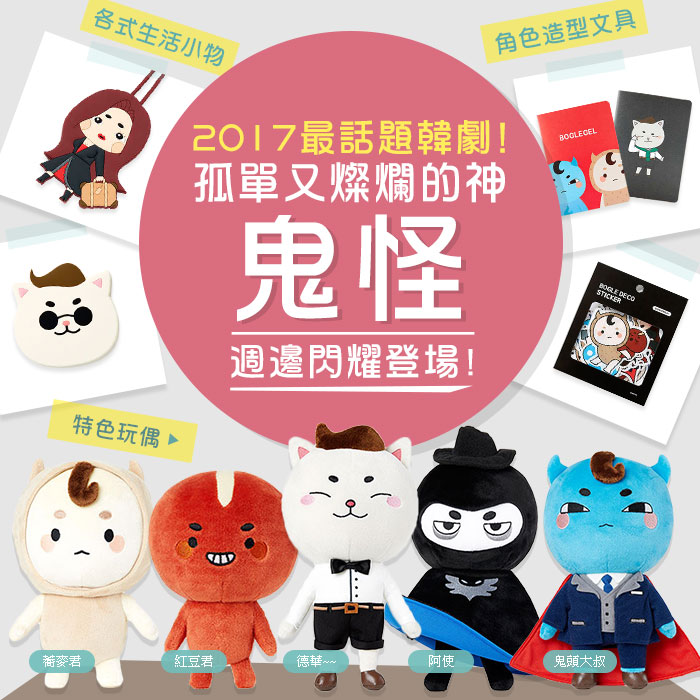 各式生活小物
角色造型文具
2017最話題韓劇!
孤單又燦爛的神
鬼怪
週邊閃耀登場!
BOGLEGEL
BOGLE DECO
STICKER
特色玩偶
蕎麥君
紅豆君
德華~~
阿使
鬼頭大叔